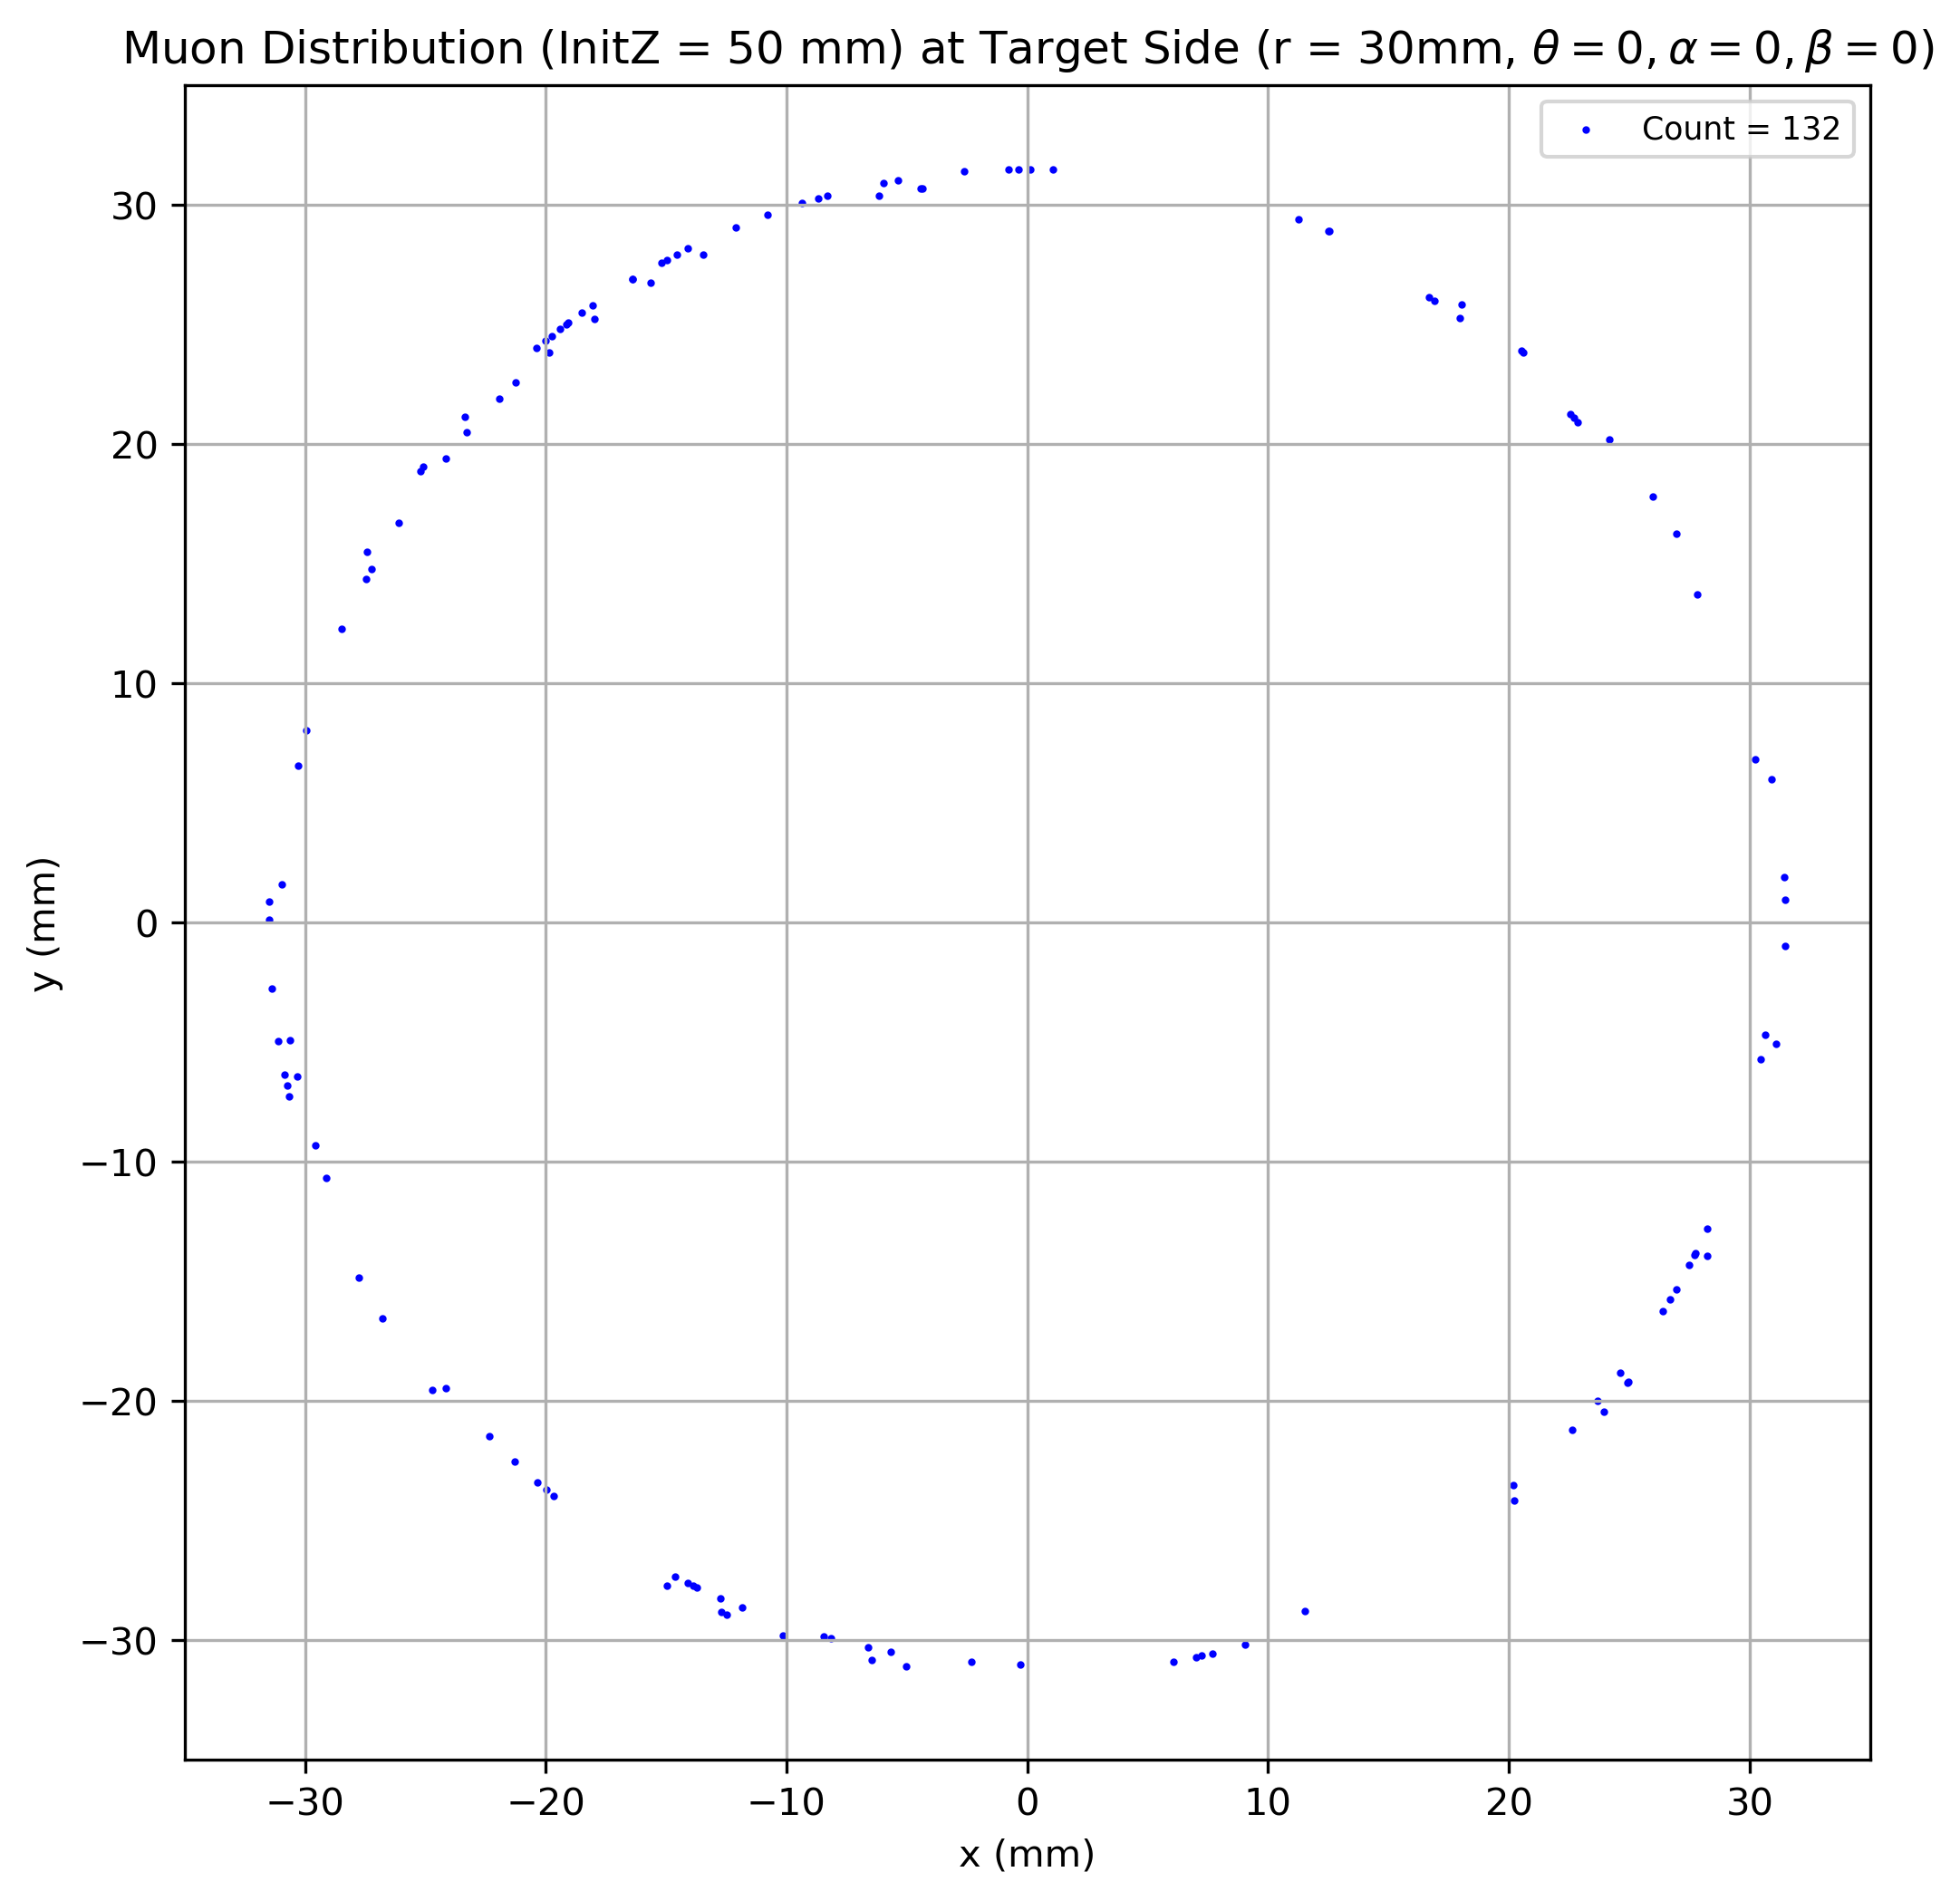 Muon Distribution (InitZ = 50 mm) at Target Side (r = 30mm, θ = 0, α = 0, β = 0)
Count = 132
30
20
10
0
−10
−20
−30
y (mm)
−30 −20 −10 0 10 20 30
x (mm)